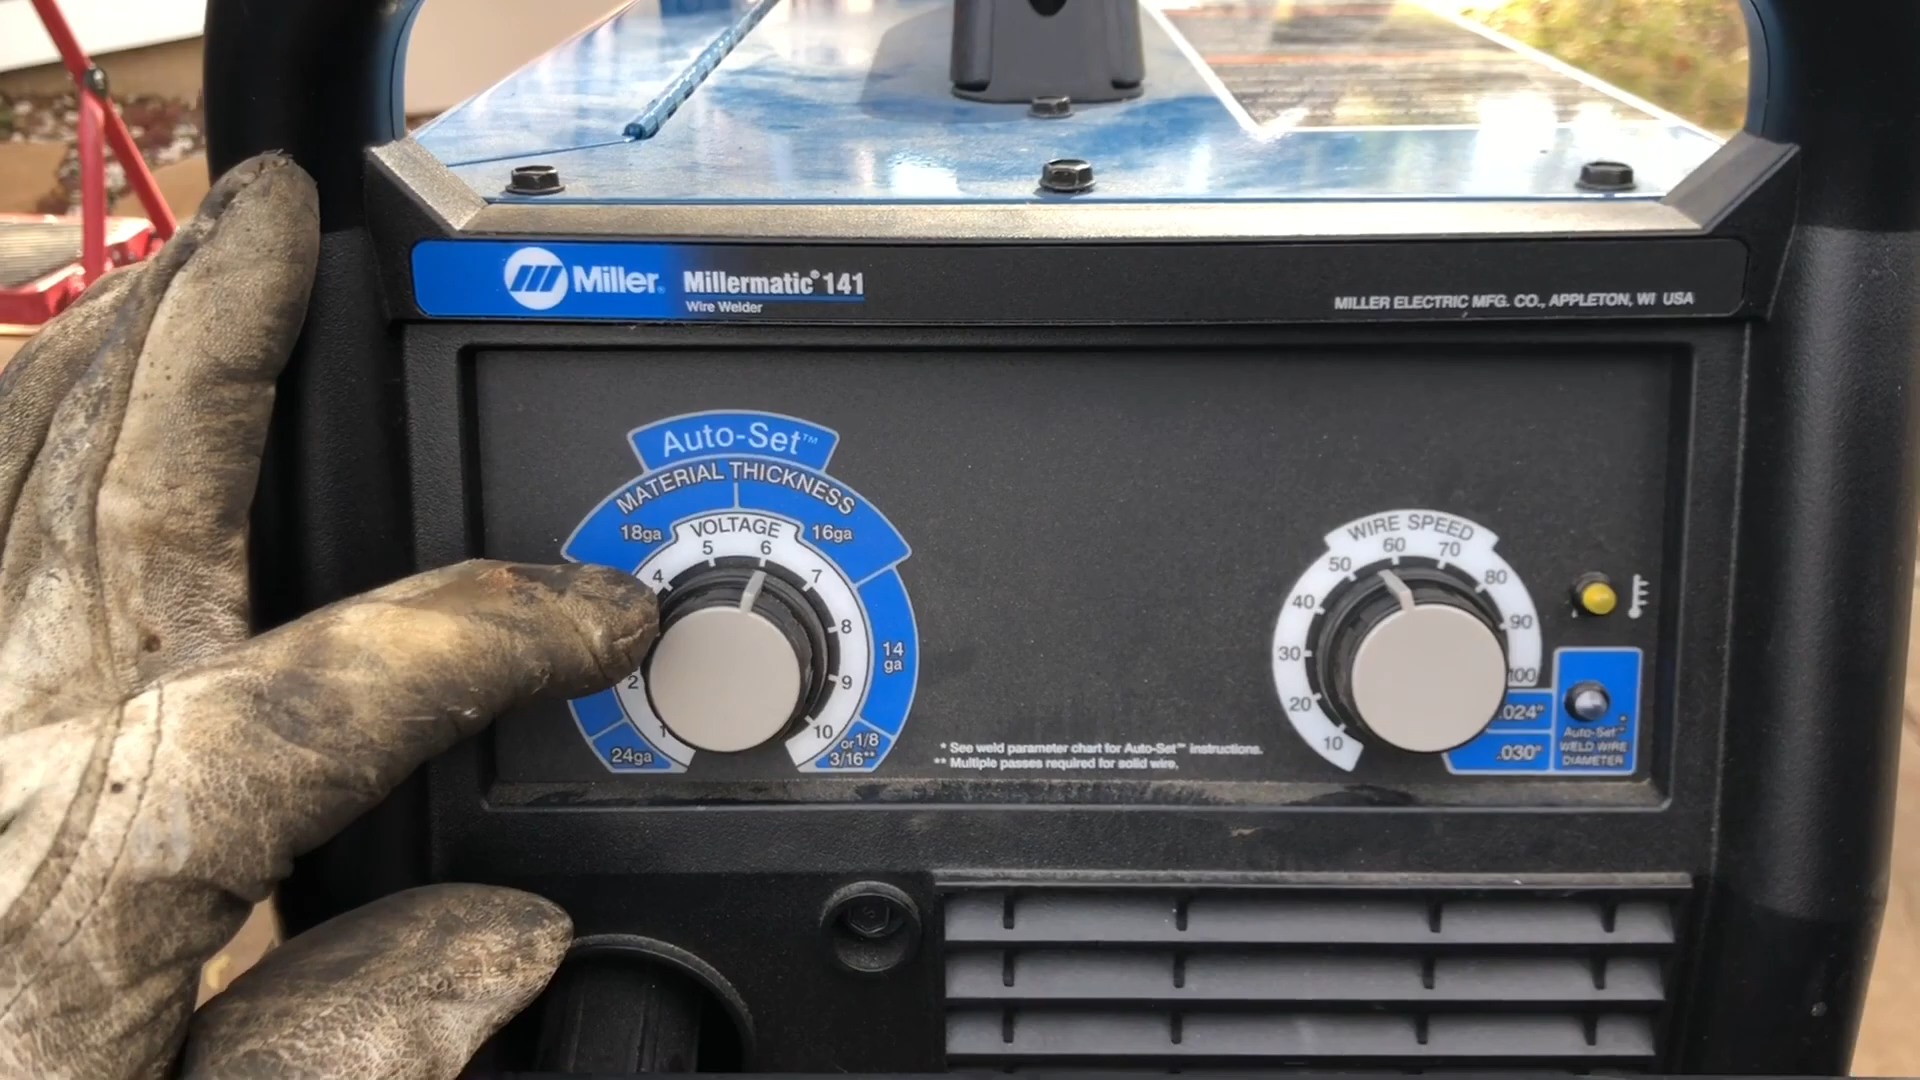 Miller®
Millermatic® 141
Wire Welder
MILLER ELECTRIC MFG. CO., APPLETON, WI USA
Auto-Set™
MATERIAL THICKNESS
18ga
16ga
14
ga
24ga
or 1/8
3/16**
VOLTAGE
1
2
4
5
6
7
8
9
10
* See weld parameter chart for Auto-Set™ instructions.
** Multiple passes required for solid wire.
WIRE SPEED
10
20
30
40
50
60
70
80
90
100
.024"
.030"
Auto-Set™
WELD WIRE
DIAMETER